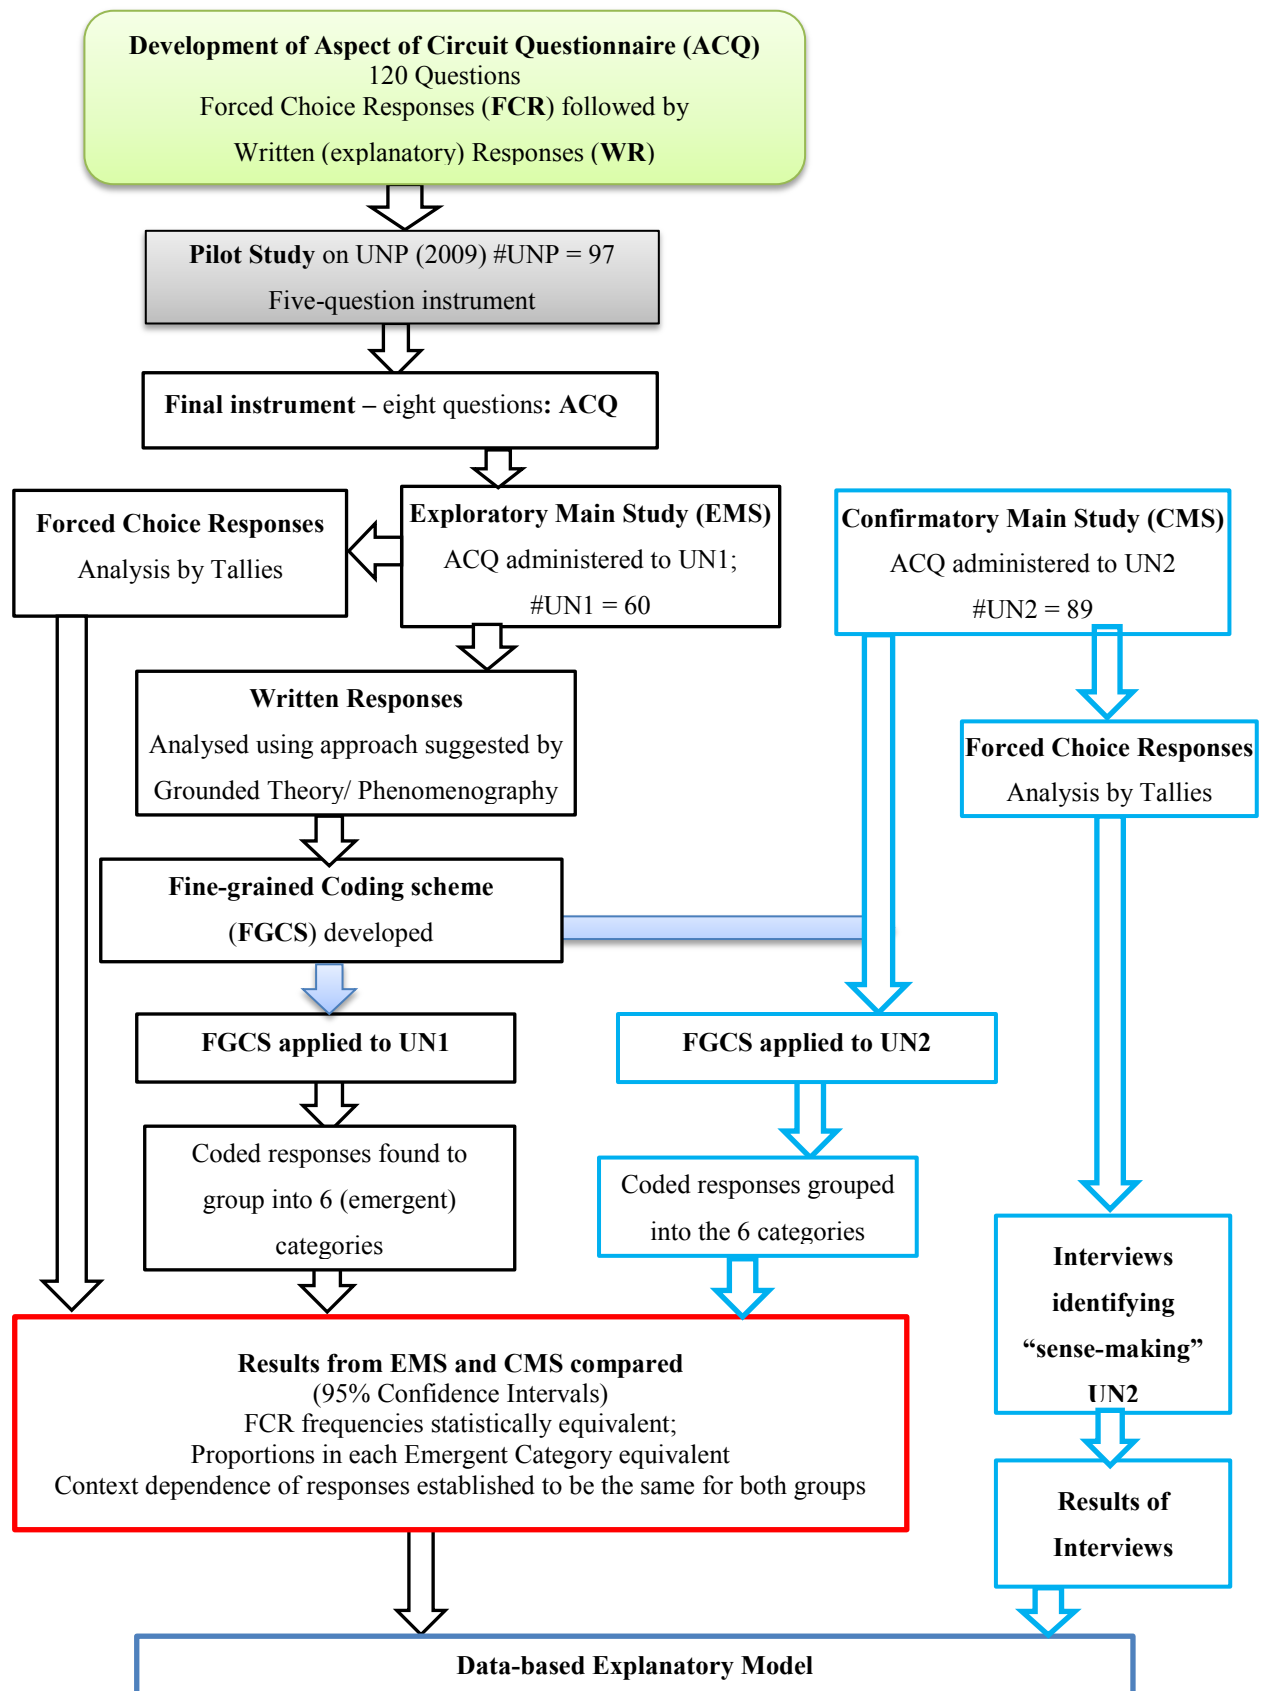 Development of Aspect of Circuit Questionnaire (ACQ)
120 Questions
Forced Choice Responses (FCR) followed by
Written (explanatory) Responses (WR)
Pilot Study on UNP (2009) #UNP = 97
Five-question instrument
Final instrument – eight questions: ACQ
Forced Choice Responses
Analysis by Tallies
Exploratory Main Study (EMS)
ACQ administered to UN1;
#UN1 = 60
Confirmatory Main Study (CMS)
ACQ administered to UN2
#UN2 = 89
Written Responses
Analysed using approach suggested by
Grounded Theory/ Phenomenography
Forced Choice Responses
Analysis by Tallies
Fine-grained Coding scheme
(FGCS) developed
FGCS applied to UN1
FGCS applied to UN2
Coded responses found to
group into 6 (emergent)
categories
Coded responses grouped
into the 6 categories
Interviews
identifying
“sense-making”
UN2
Results from EMS and CMS compared
(95% Confidence Intervals)
FCR frequencies statistically equivalent;
Proportions in each Emergent Category equivalent
Context dependence of responses established to be the same for both groups
Results of
Interviews
Data-based Explanatory Model